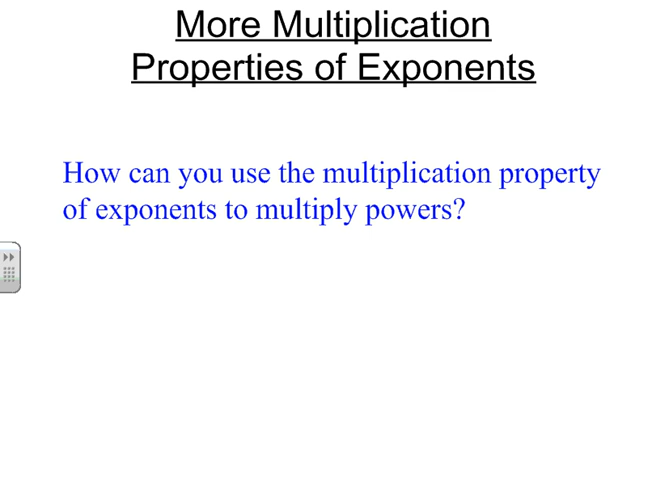 More Multiplication
Properties of Exponents
How can you use the multiplication property
of exponents to multiply powers?